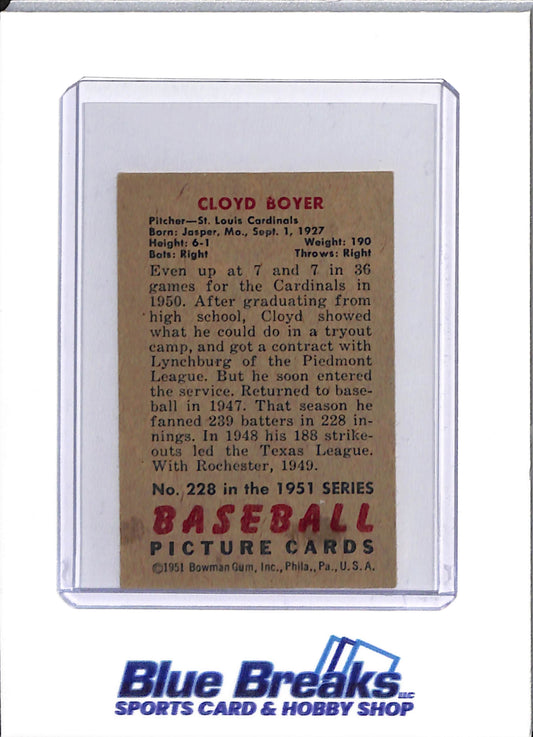 CLOYD BOYER
Pitcher—St. Louis Cardinals
Born: Jasper, Mo., Sept. 1, 1927
Height: 6-1 Weight: 190
Bats: Right Throws: Right
Even up at 7 and 7 in 36
games for the Cardinals in
1950. After graduating from
high school, Cloyd showed
what he could do in a tryout
camp, and got a contract with
Lynchburg of the Piedmont
League. But he soon entered
the service. Returned to base-
ball in 1947. That season he
fanned 239 batters in 228 in-
nings. In 1948 his 188 strike-
outs led the Texas League.
With Rochester, 1949.
No. 228 in the 1951 SERIES
BASEBALL
PICTURE CARDS
©1951 Bowman Gum, Inc., Phila., Pa., U.S.A.
Blue Breaks LLC
SPORTS CARD & HOBBY SHOP